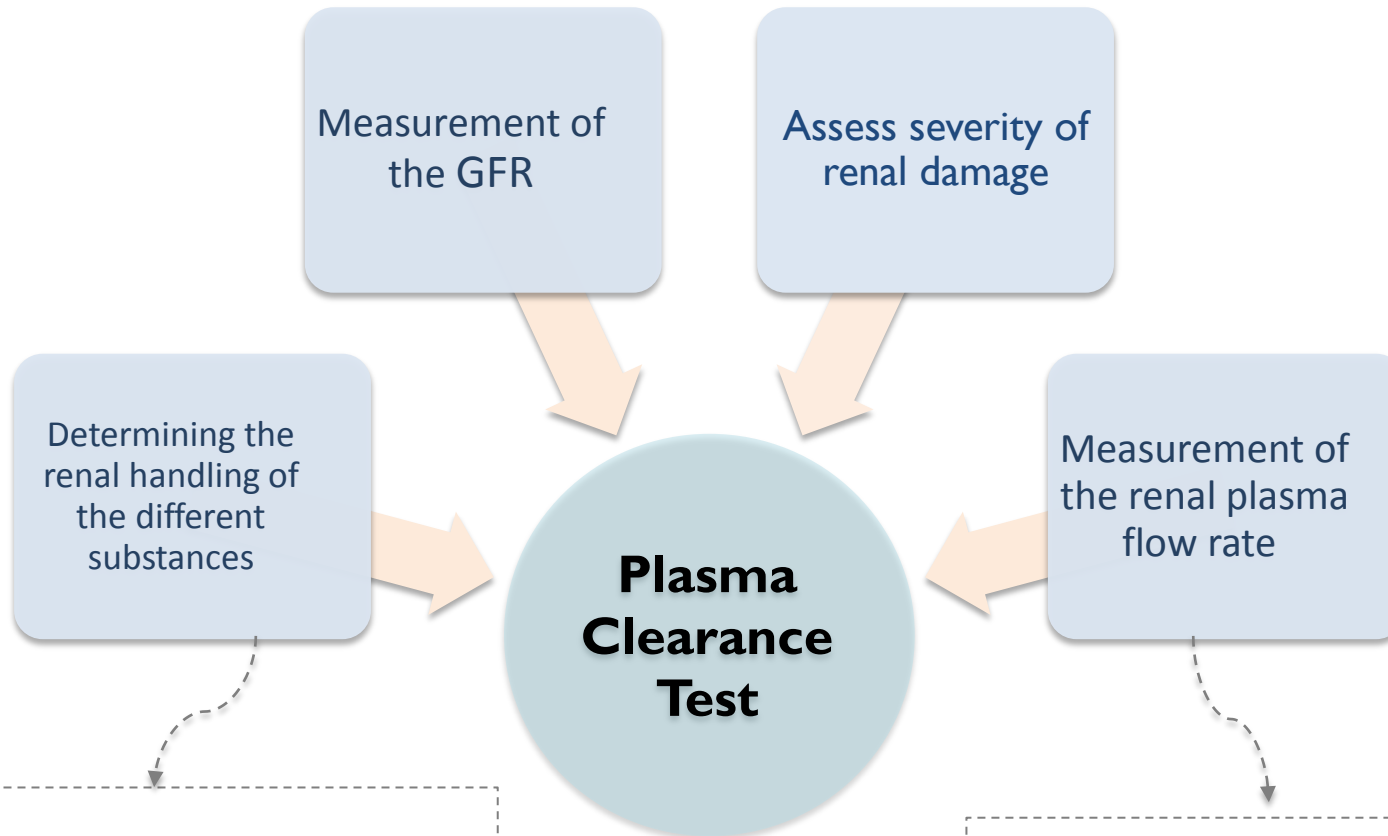 Measurement of
the GFR
Assess severity of
renal damage
Determining the
renal handling of
the different
substances
Measurement of
the renal plasma
flow rate
Plasma
Clearance
Test